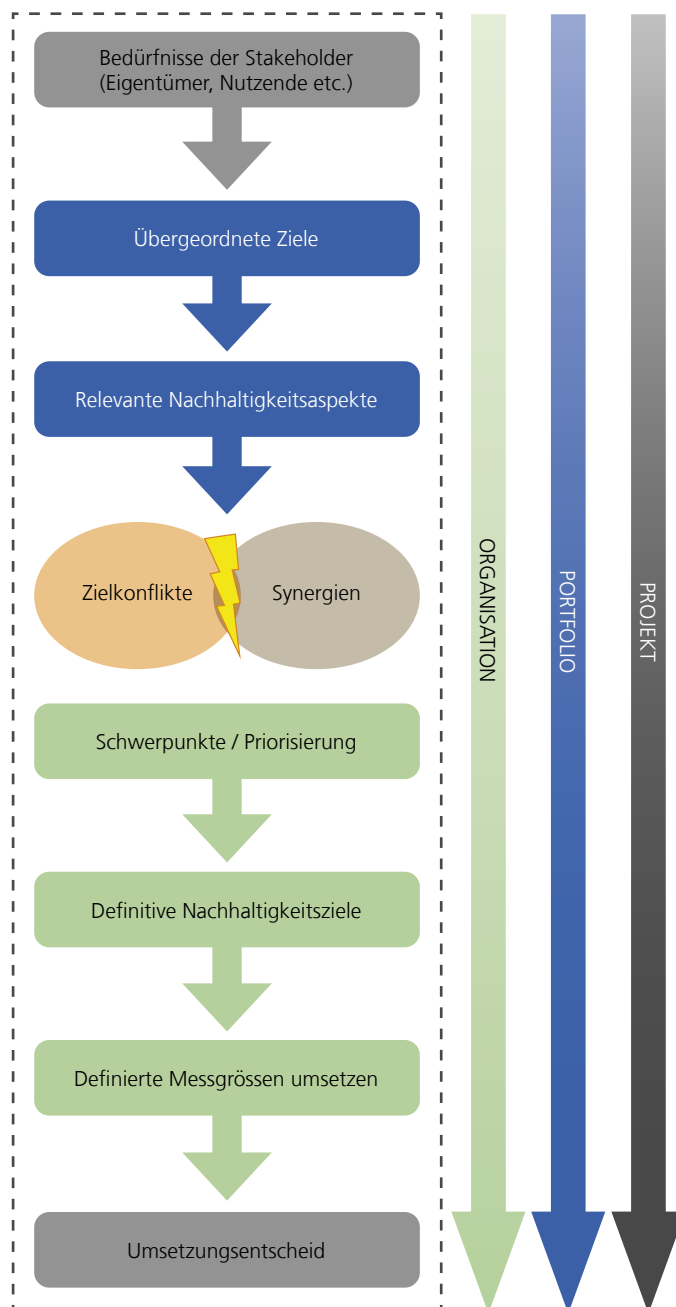 Bedürfnisse der Stakeholder
(Eigentümer, Nutzende etc.)
Übergeordnete Ziele
Relevante Nachhaltigkeitsaspekte
Zielkonflikte
Synergien
Schwerpunkte / Priorisierung
Definitive Nachhaltigkeitsziele
Definierte Messgrössen umsetzen
Umsetzungsentscheid
ORGANISATION
PORTFOLIO
PROJEKT